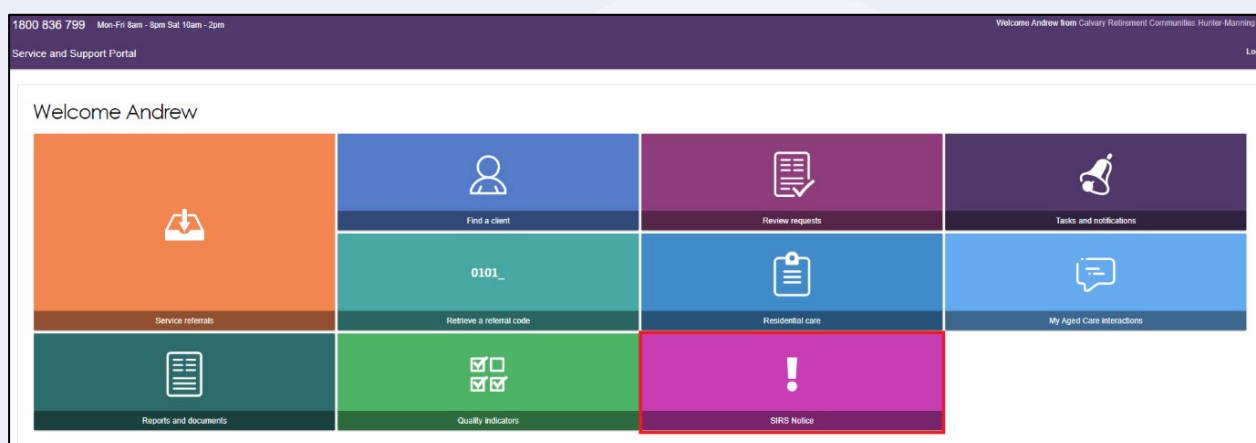 1800 836 799 Mon-Fri 8am - 8pm Sat 10am - 2pm
Welcome Andrew from Calvary Retirement Communities Hunter-Manning
Service and Support Portal
Lo
Welcome Andrew
Find a client
Review requests
Tasks and notifications
0101_
Service referrals
Retrieve a referral code
Residential care
My Aged Care interactions
!
Reports and documents
Quality indicators
SIRS Notice